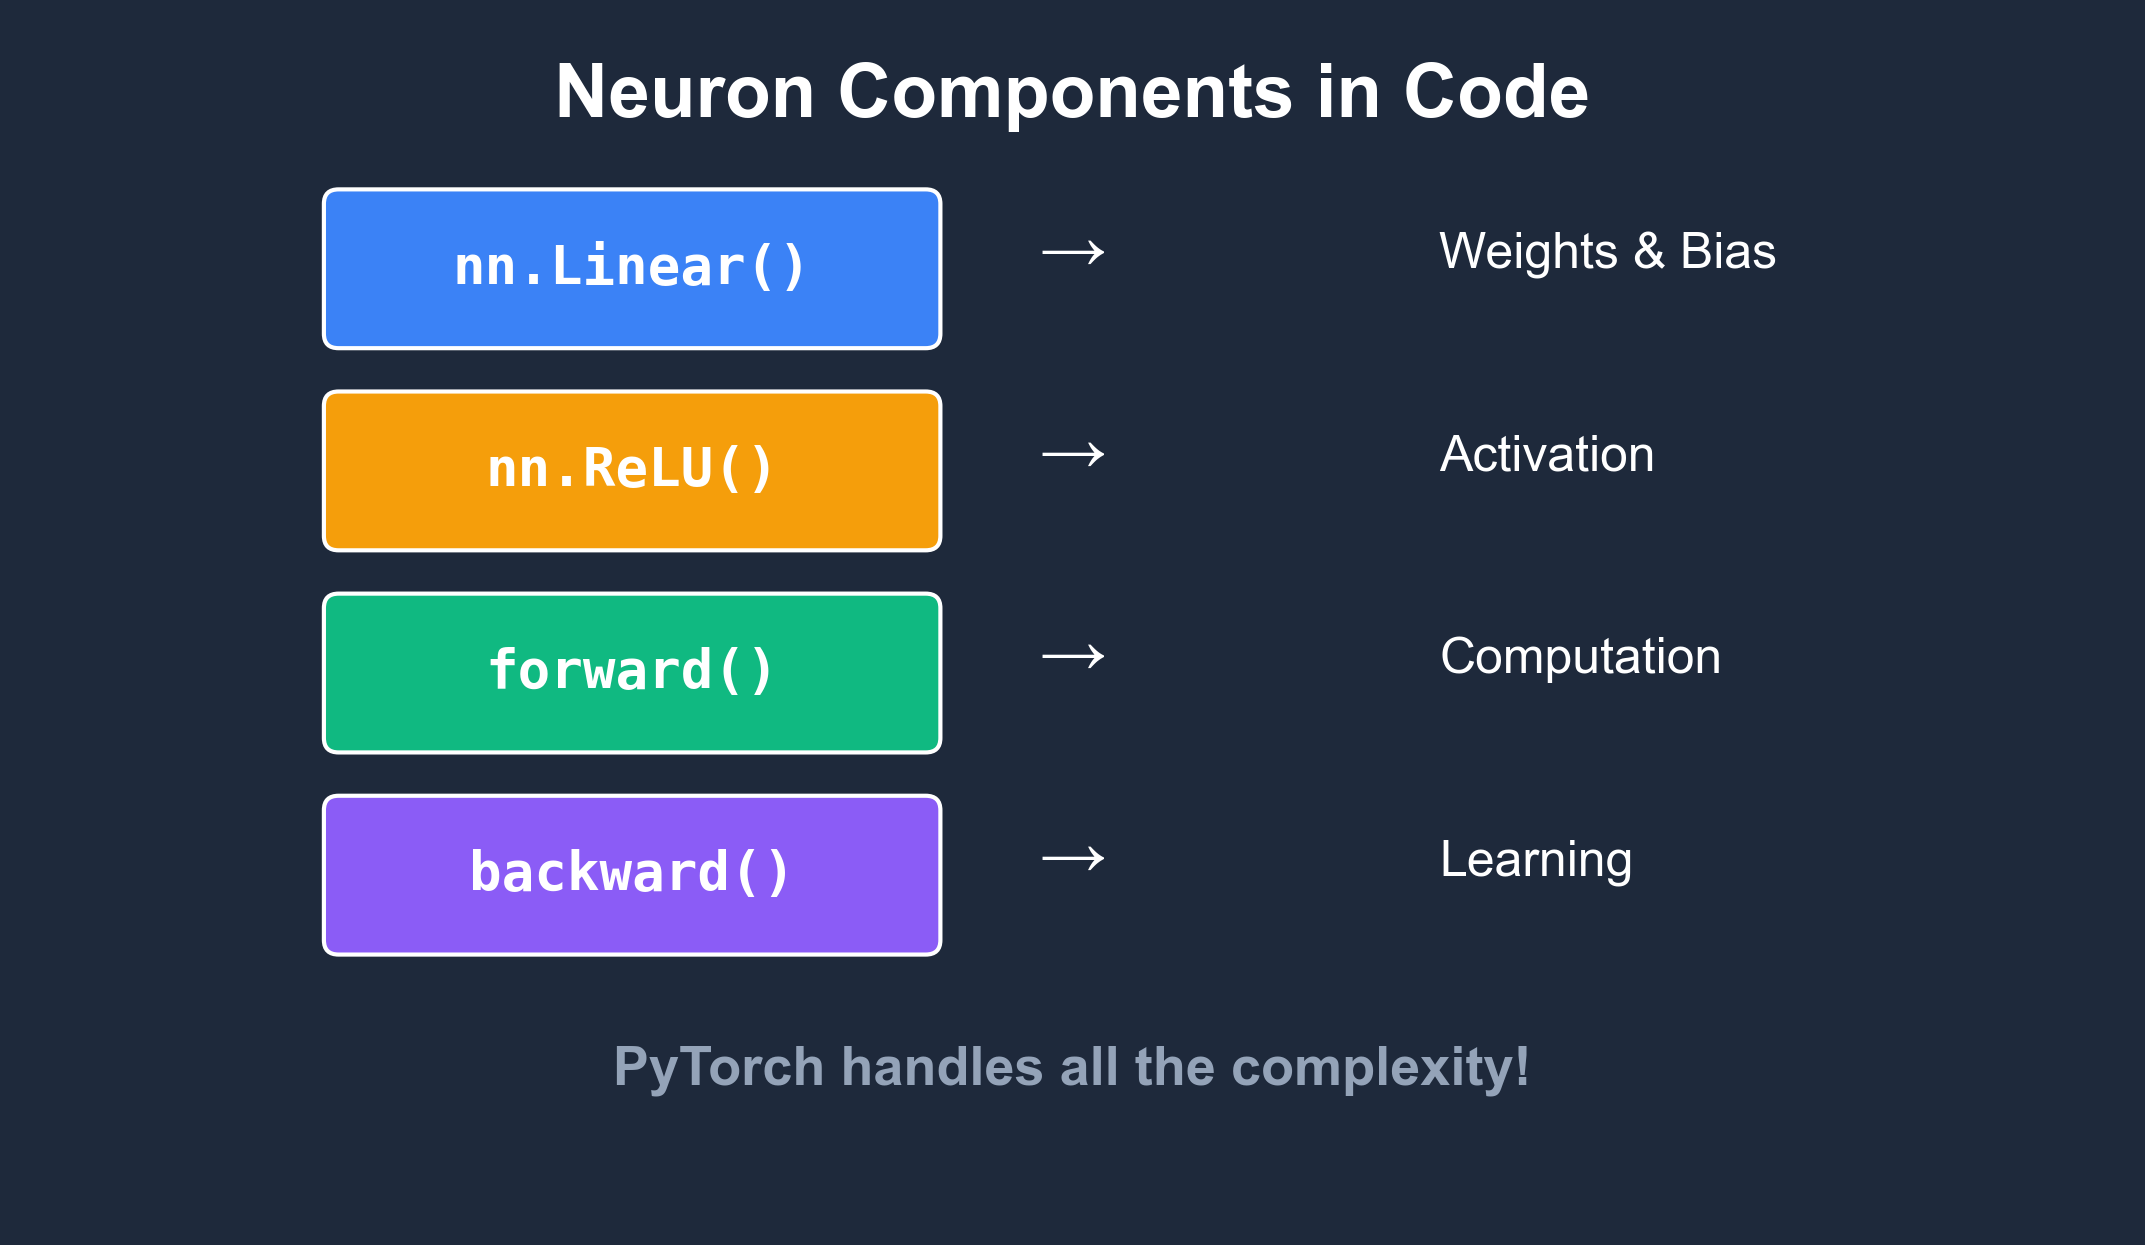 Neuron Components in Code
nn.Linear() → Weights & Bias
nn.ReLU() → Activation
forward() → Computation
backward() → Learning
PyTorch handles all the complexity!